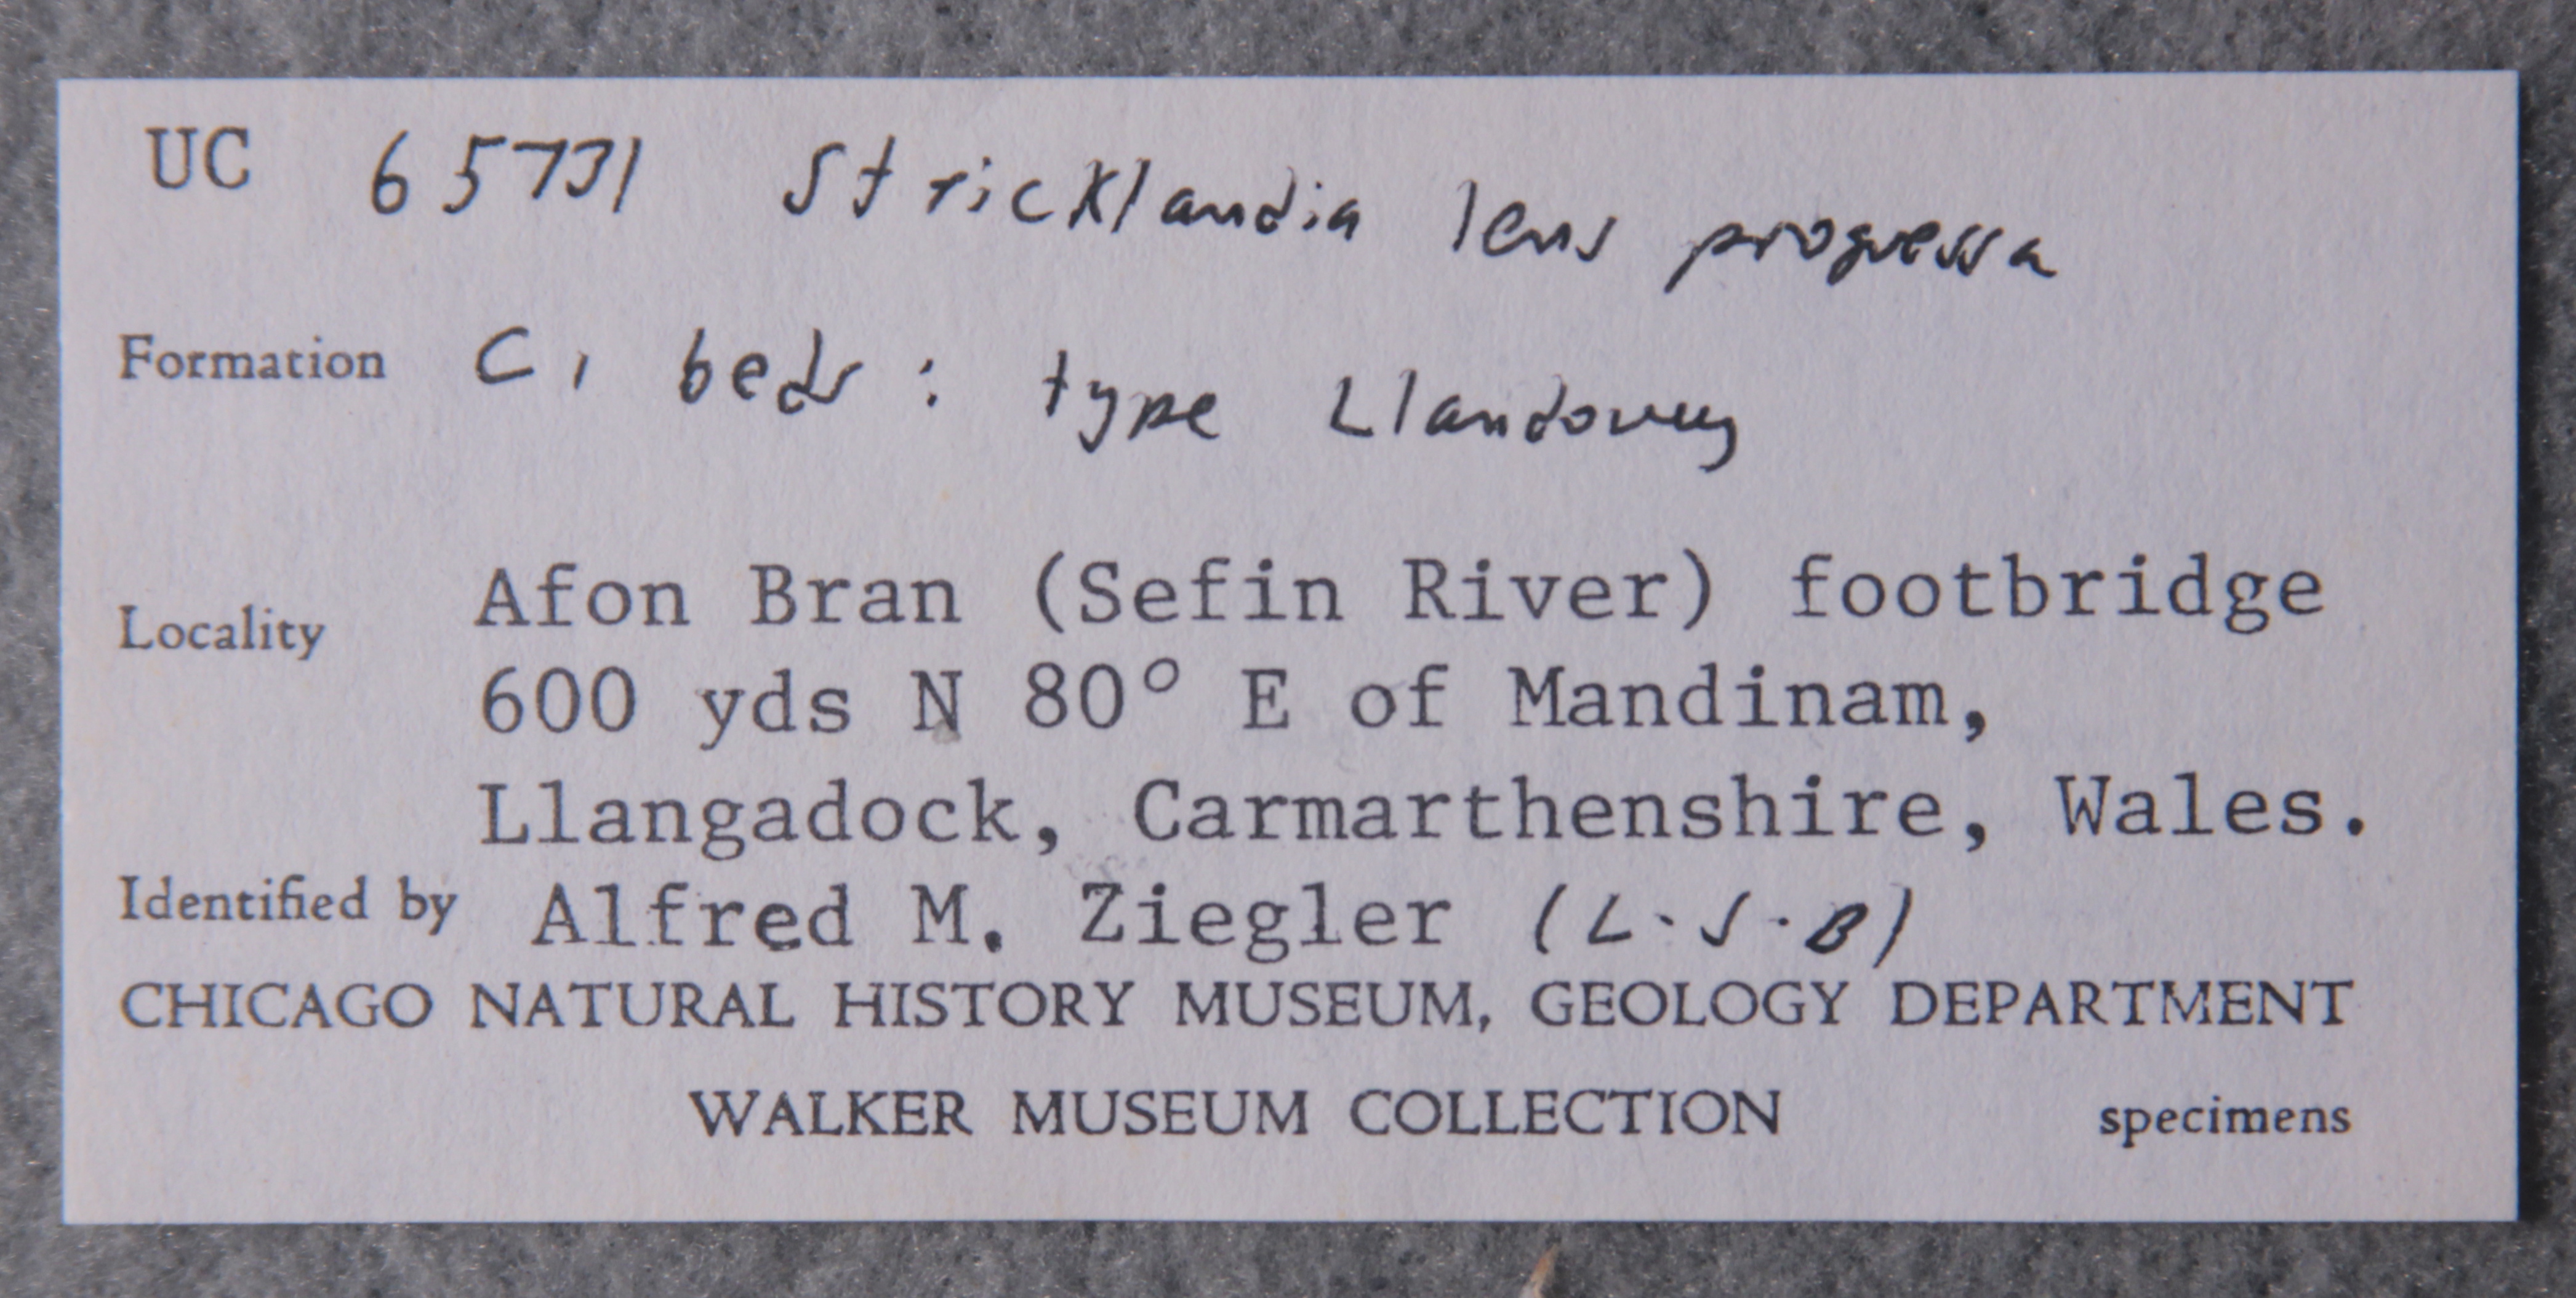 UC 65731 Stricklandia lens progressa
Formation C1 beds: type Llandovery
Locality Afon Bran (Sefin River) footbridge
600 yds N 80° E of Mandinam,
Llangadock, Carmarthenshire, Wales.
Identified by Alfred M. Ziegler (L.S.B)
CHICAGO NATURAL HISTORY MUSEUM, GEOLOGY DEPARTMENT
WALKER MUSEUM COLLECTION specimens